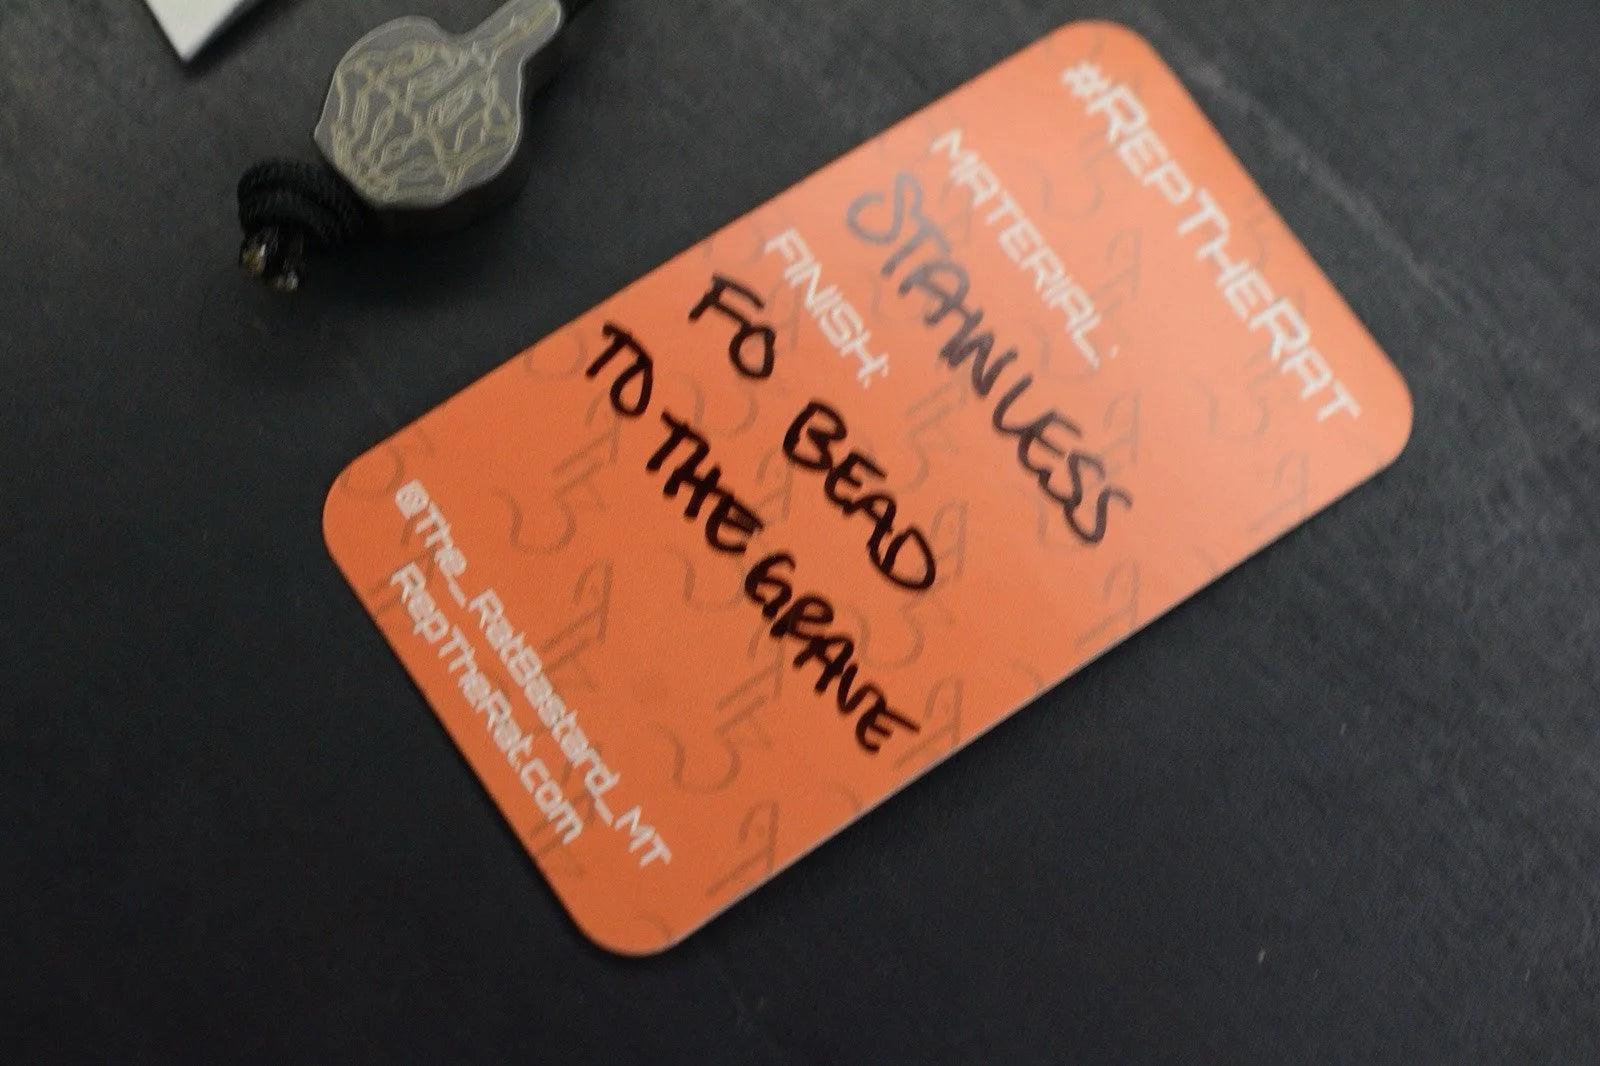 #RepTheRat
MATERIAL:
STAINLESS
FINISH:
FO BEAD
TO THE GRAVE
@The_RatBastard_MT
RepTheRat.com